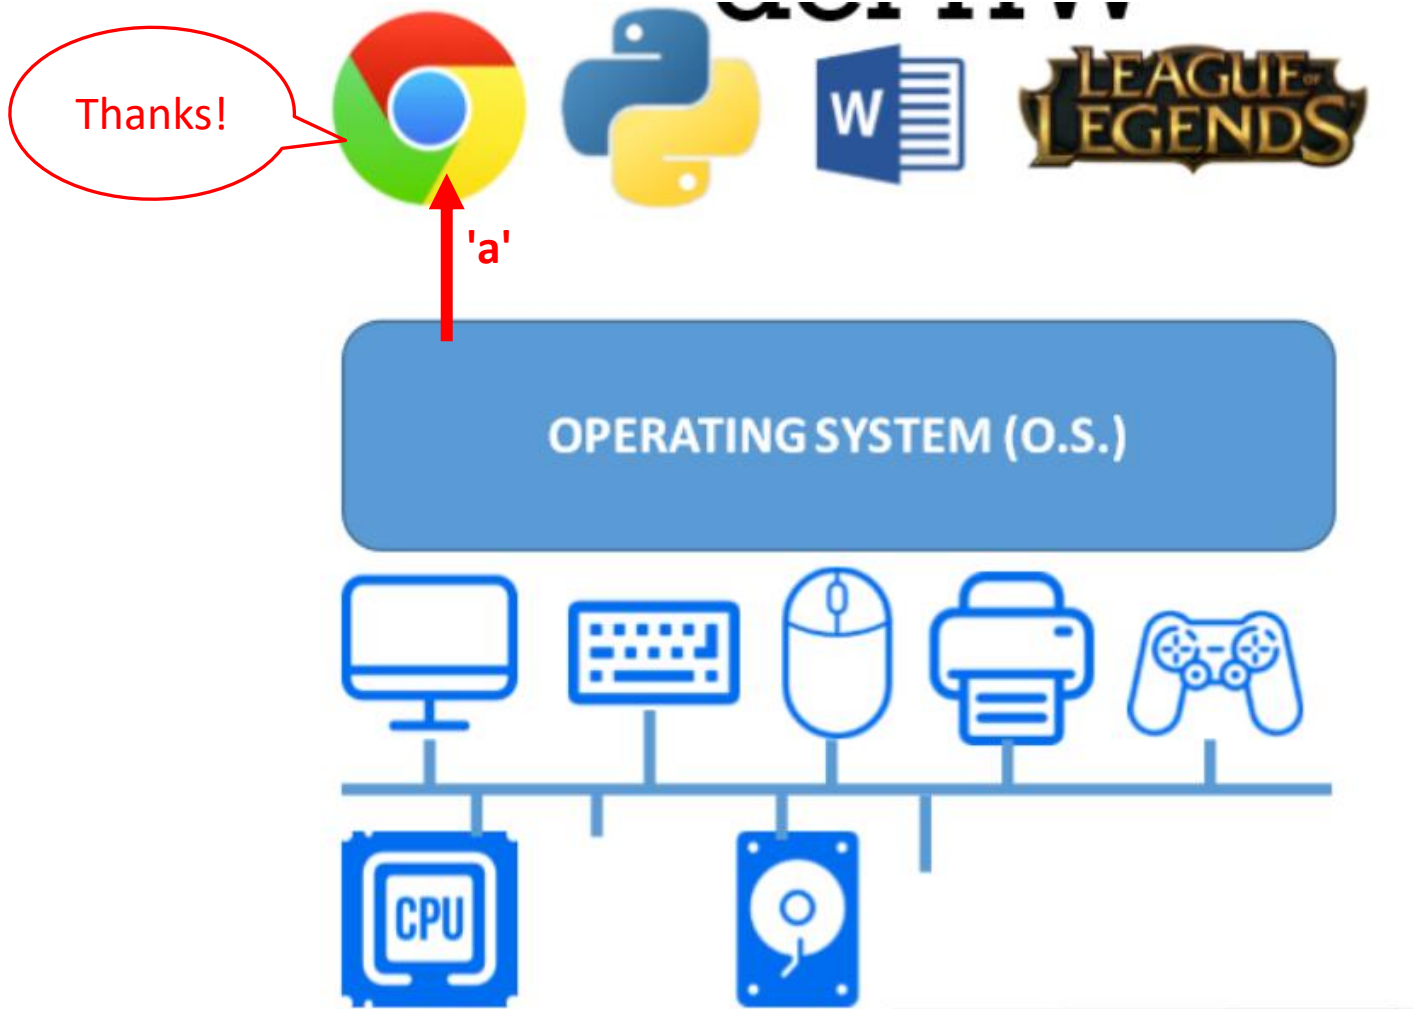 Thanks!
W
LEAGUE OF
LEGENDS
'a'
OPERATING SYSTEM (O.S.)
CPU